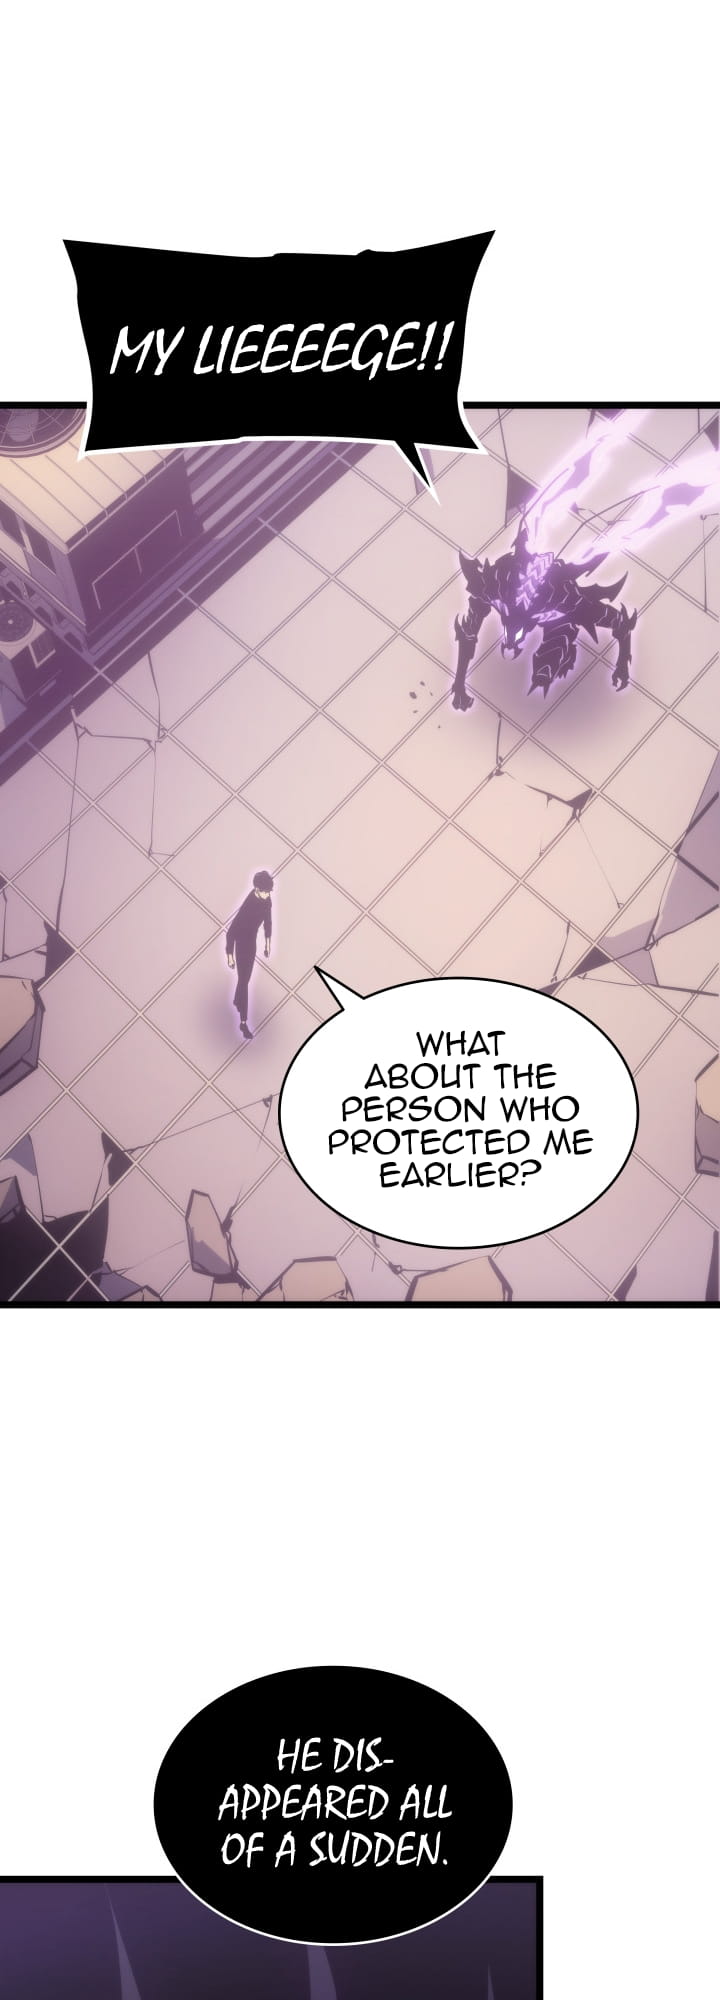 MY LIEEEEGE!!
WHAT
ABOUT THE
PERSON WHO
PROTECTED ME
EARLIER?
HE DIS-
APPEARED ALL
OF A SUDDEN.